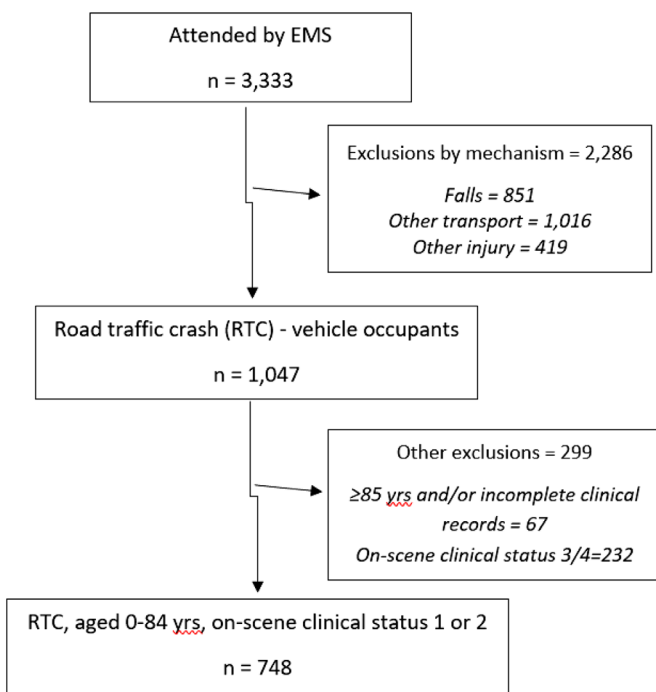 Attended by EMS
n = 3,333
Exclusions by mechanism = 2,286
Falls = 851
Other transport = 1,016
Other injury = 419
Road traffic crash (RTC) - vehicle occupants
n = 1,047
Other exclusions = 299
≥85 yrs and/or incomplete clinical
records = 67
On-scene clinical status 3/4=232
RTC, aged 0-84 yrs, on-scene clinical status 1 or 2
n = 748